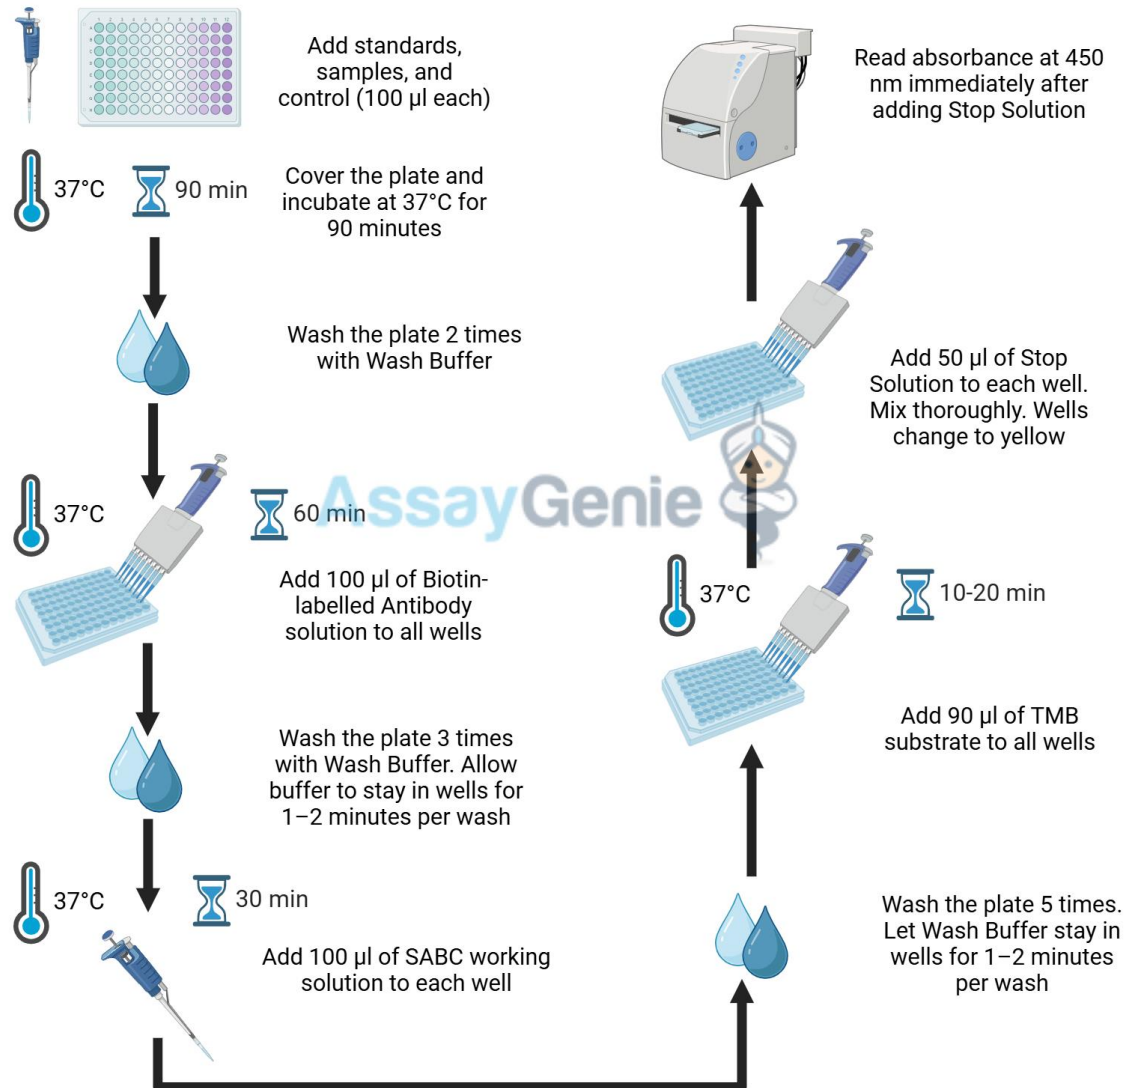 Add standards,
samples, and
control (100 µl each)
37°C
90 min
Cover the plate and
incubate at 37°C for
90 minutes
Wash the plate 2 times
with Wash Buffer
37°C
60 min
Add 100 µl of Biotin-
labelled Antibody
solution to all wells
Wash the plate 3 times
with Wash Buffer. Allow
buffer to stay in wells for
1–2 minutes per wash
37°C
30 min
Add 100 µl of SABC working
solution to each well
Wash the plate 5 times.
Let Wash Buffer stay in
wells for 1–2 minutes
per wash
37°C
10-20 min
Add 90 µl of TMB
substrate to all wells
Add 50 µl of Stop
Solution to each well.
Mix thoroughly. Wells
change to yellow
Read absorbance at 450
nm immediately after
adding Stop Solution
AssayGenie